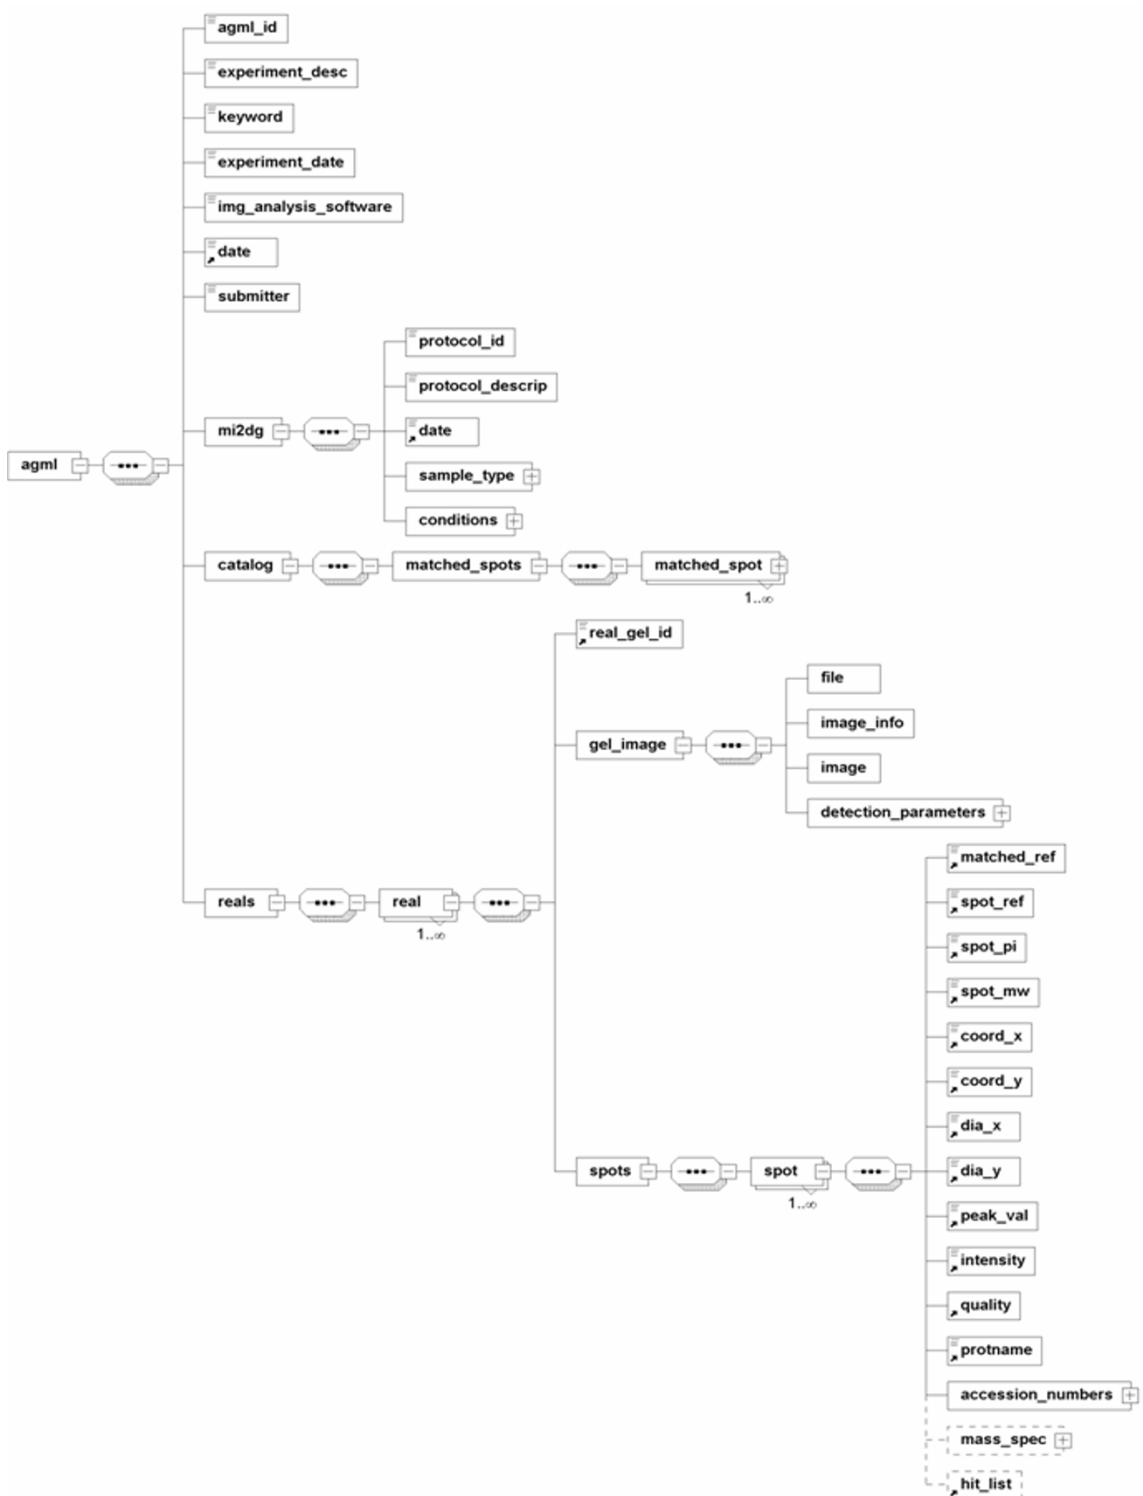 agml_id
experiment_desc
keyword
experiment_date
img_analysis_software
date
submitter
protocol_id
protocol_descrip
mi2dg
date
agml
sample_type
conditions
catalog
matched_spots
matched_spot
1..∞
real_gel_id
file
image_info
gel_image
image
detection_parameters
matched_ref
reals
real
1..∞
spot_ref
spot_pi
spot_mw
coord_x
coord_y
dia_x
spots
spot
1..∞
dia_y
peak_val
intensity
quality
protname
accession_numbers
mass_spec
hit_list